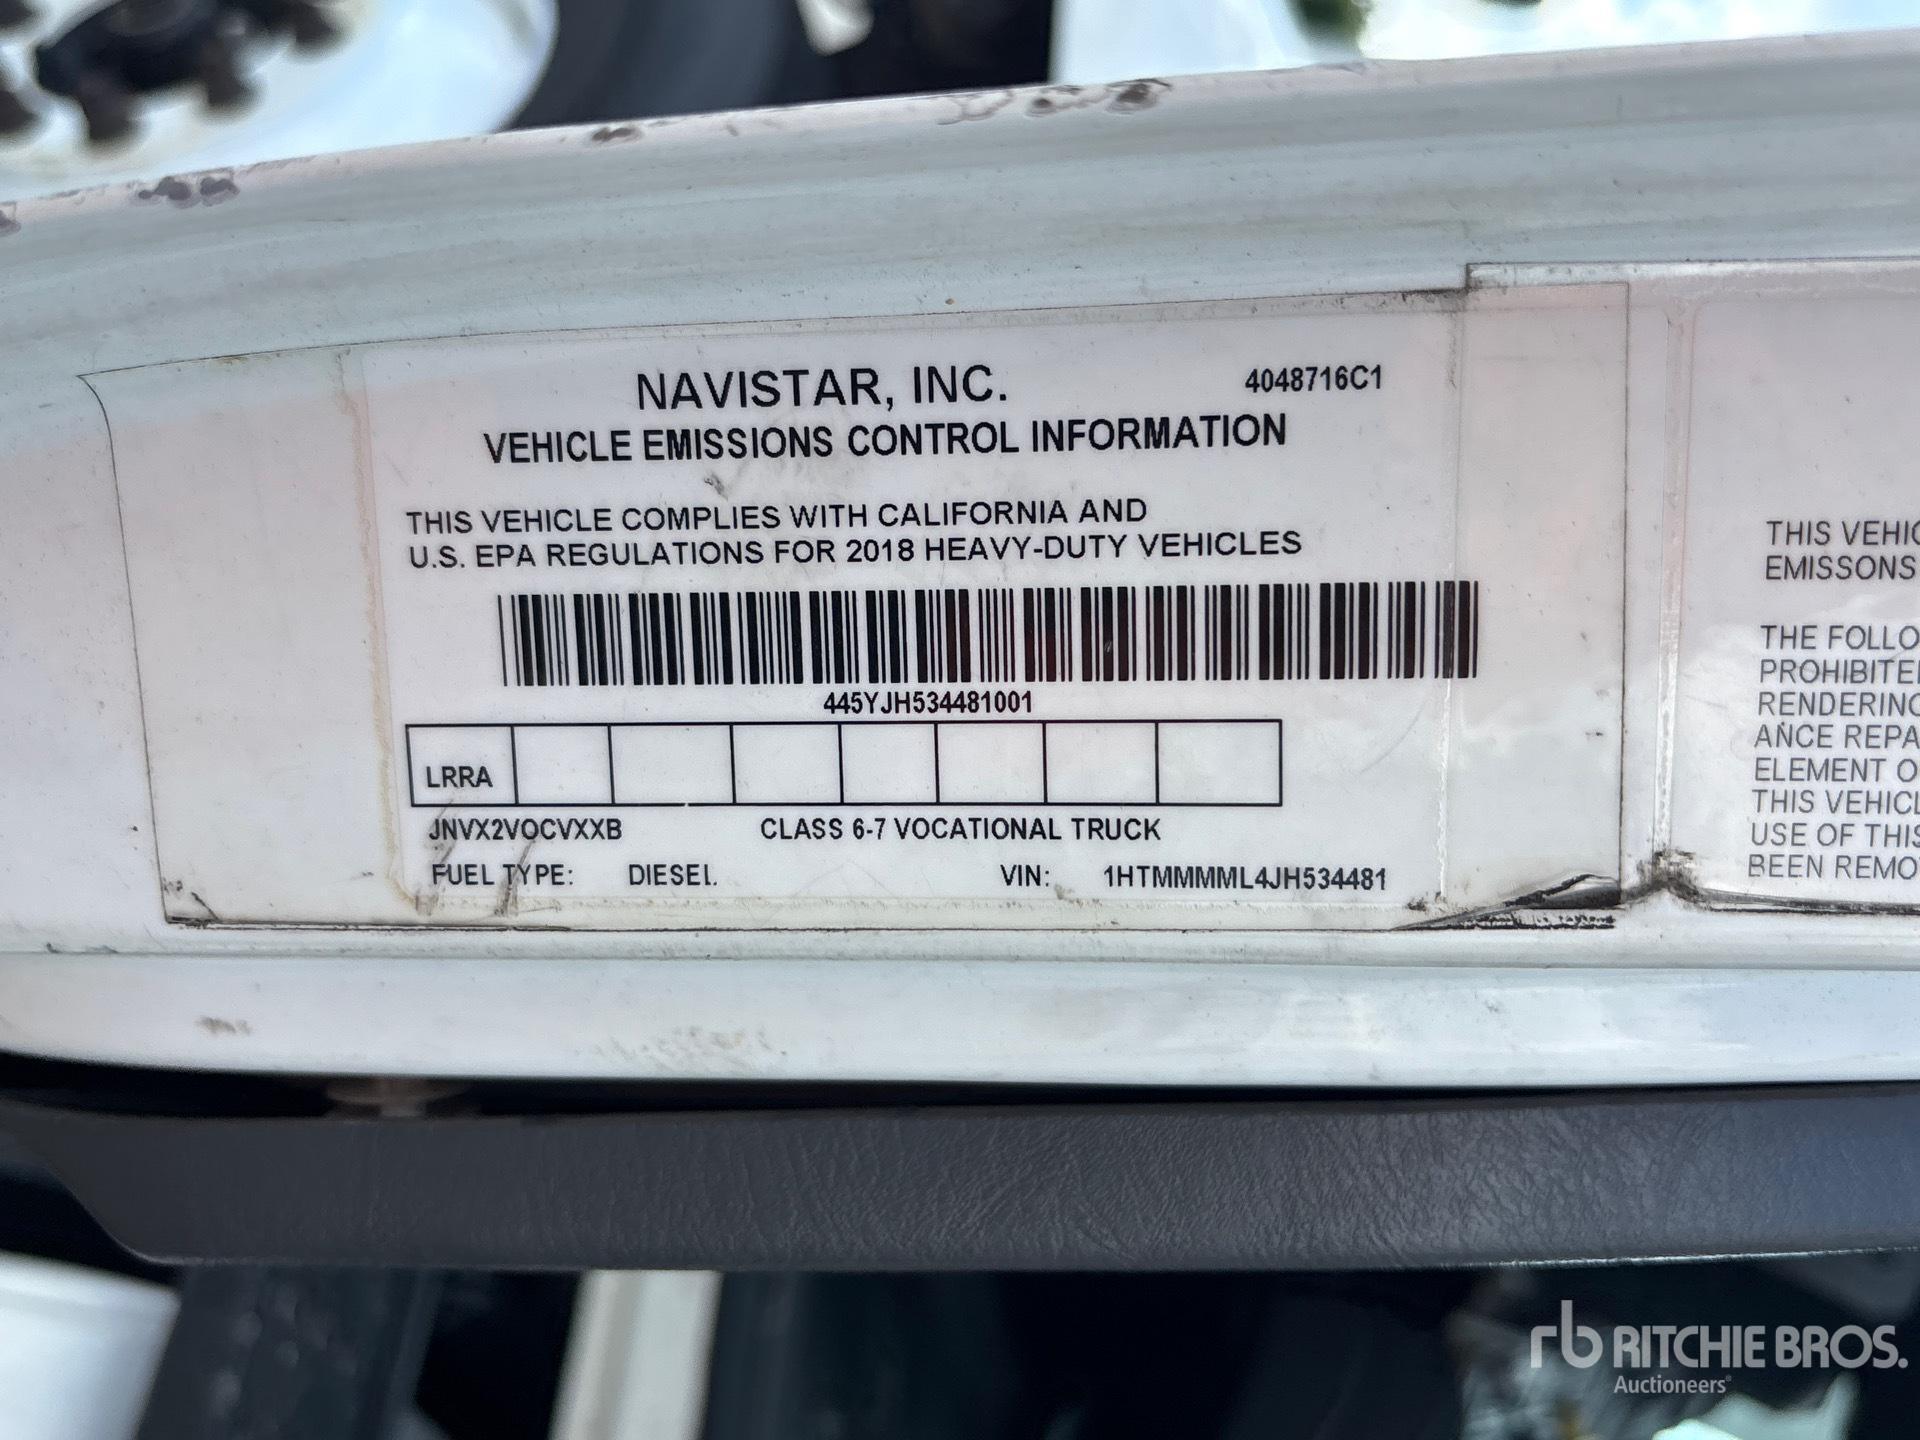 NAVISTAR, INC.
4048716C1
VEHICLE EMISSIONS CONTROL INFORMATION
THIS VEHICLE COMPLIES WITH CALIFORNIA AND
U.S. EPA REGULATIONS FOR 2018 HEAVY-DUTY VEHICLES
445YJH534481001
LRRA
JNVX2VOCVXXB CLASS 6-7 VOCATIONAL TRUCK
FUEL TYPE: DIESEL VIN: 1HTMMMML4JH534481
THIS VEHIC
EMISSONS
THE FOLLO
PROHIBITE
RENDERING
ANCE REPA
ELEMENT O
THIS VEHICL
USE OF THIS
BEEN REMO
rb RITCHIE BROS.
Auctioneers